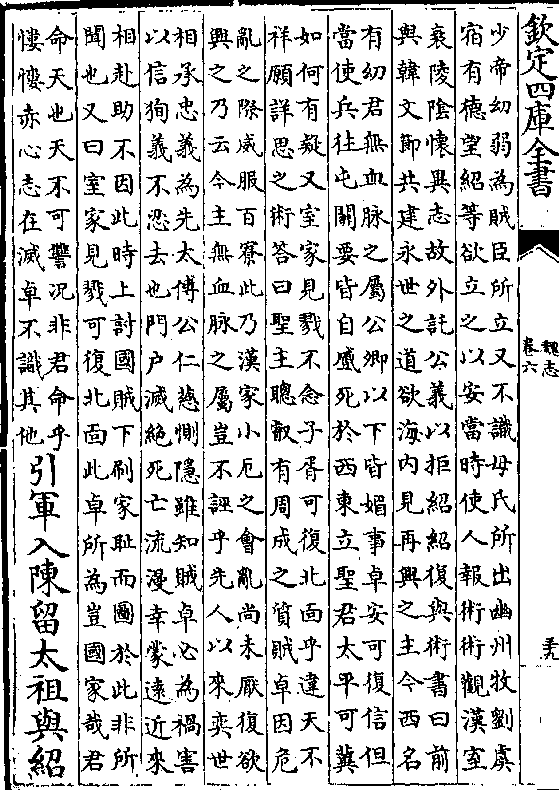 欽定四庫全書
魏志
卷六
少帝幼弱為賊臣所立又不識母氏所出幽州牧劉虞
宿有德望紹等欲立之以安當時使人報術術觀漢室
衰陵陰懷異志故外託公義以拒紹紹復與術書曰前
與韓文節共建永世之道欲海內見再興之主今西名
有幼君無血脉之屬公卿以下皆媚事卓安可復信但
當使兵往屯關要皆自蹙死於西東立聖君太平可冀
如何有疑又室家見戮不念子胥可復北面乎違天不
祥願詳思之術答曰聖主聰叡有周成之質賊卓因危
亂之際威服百寮此乃漢家小厄之會亂尚未厭復欲
興之乃云今主無血脉之屬豈不誣乎先人以來奕世
相承忠義為先太傅公仁慈惻隱雖知賊卓必為禍害
以信狥義不忍去也門户滅絶死亡流漫幸蒙遠近來
相赴助不因此時上討國賊下刷家恥而圖於此非所
聞也又曰室家見戮可復北面此卓所為豈國家哉君
命天也天不可讐况非君命乎
慺慺赤心志在滅卓不識其他
引軍入陳留太祖與紹